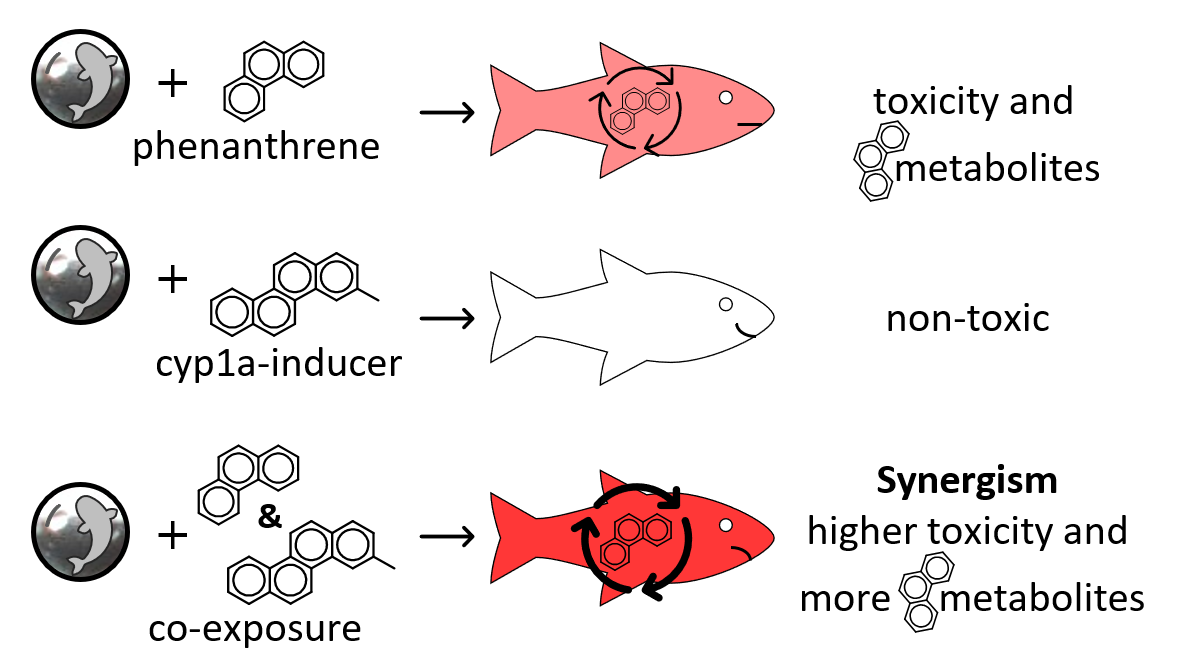 +
phenanthrene
toxicity and
metabolites
+
cyp1a-inducer
non-toxic
+
&
co-exposure
Synergism
higher toxicity and
more metabolites